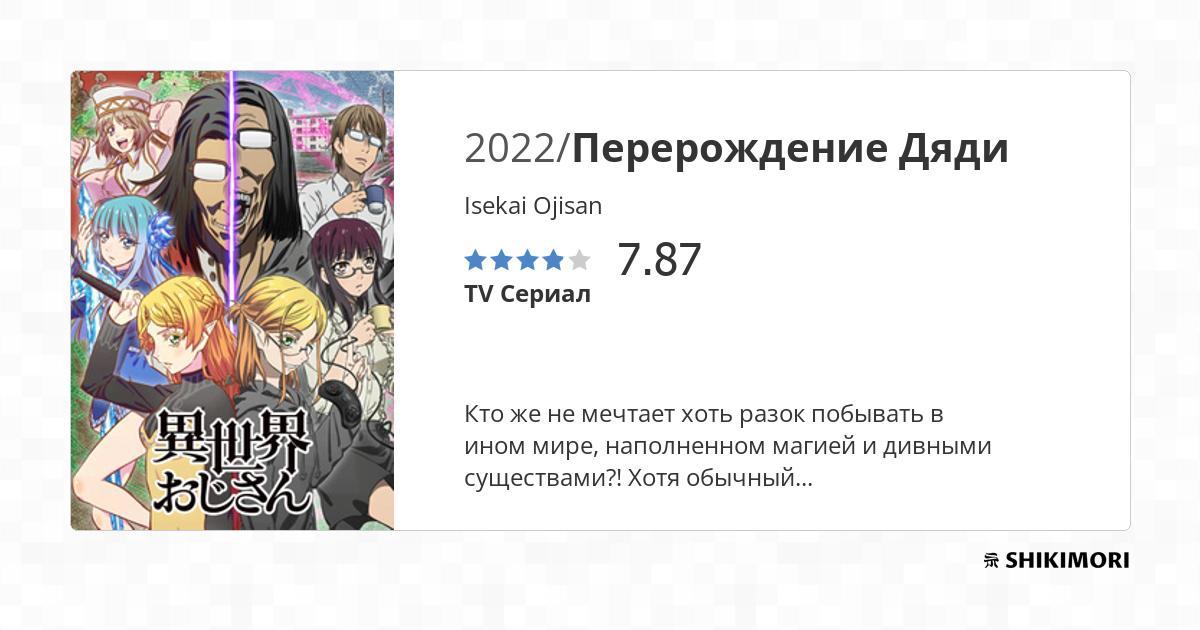 2022/Перерождение Дяди
Isekai Ojisan
7.87
TV Сериал
Кто же не мечтает хоть разок побывать в
ином мире, наполненном магией и дивными
существами?! Хотя обычный...
異世界
おじさん
SHIKIMORI